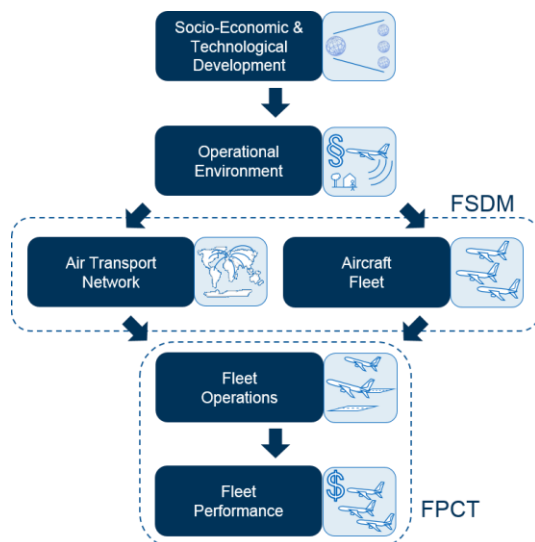 Socio-Economic &
Technological
Development
Operational
Environment
§
FSDM
Air Transport
Network
Aircraft
Fleet
Fleet
Operations
Fleet
Performance
$
FPCT